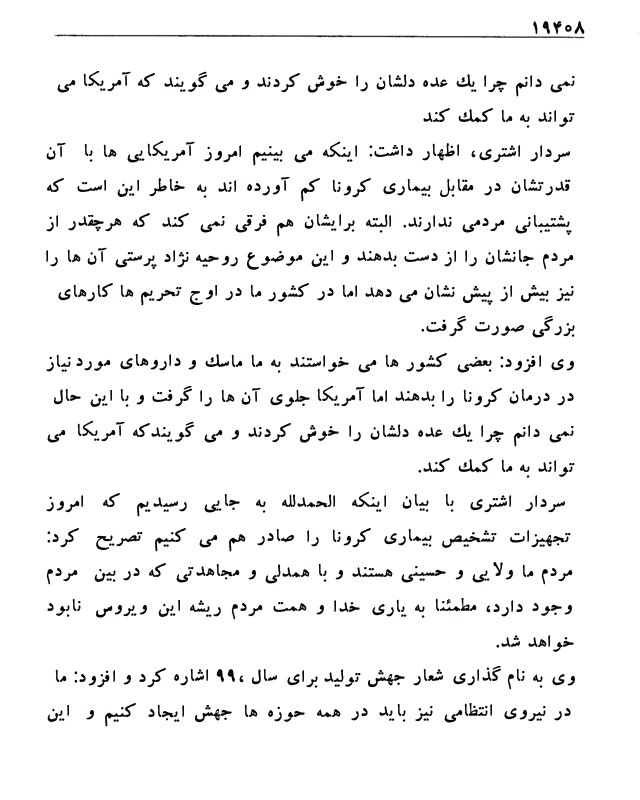 ۱۹۴۰۸
نمی دانم چرا یك عده دلشان را خوش کردند و می گویند که آمریکا می
تواند به ما کمك کند
سردار اشتری، اظهار داشت: اینکه می بینیم امروز آمریکایی ها با آن
قدرتشان در مقابل بیماری کرونا کم آورده اند به خاطر این است که
پشتیبانی مردمی ندارند. البته برایشان هم فرقی نمی کند که هرچقدر از
مردم جانشان را از دست بدهند و این موضوع روحیه نژاد پرستی آن ها را
نیز بیش از پیش نشان می دهد اما در کشور ما در اوج تحریم ها کارهای
بزرگی صورت گرفت.
وی افزود: بعضی کشور ها می خواستند به ما ماسك و داروهای مورد نیاز
در درمان کرونا را بدهند اما آمریکا جلوی آن ها را گرفت و با این حال
نمی دانم چرا یك عده دلشان را خوش کردند و می گویندکه آمریکا می
تواند به ما کمك کند.
سردار اشتری با بیان اینکه الحمدلله به جایی رسیدیم که امروز
تجهیزات تشخیص بیماری کرونا را صادر هم می کنیم تصریح کرد:
مردم ما ولایی و حسینی هستند و با همدلی و مجاهدتی که در بین مردم
وجود دارد، مطمئنا به یاری خدا و همت مردم ریشه این ویروس نابود
خواهد شد.
وی به نام گذاری شعار جهش تولید برای سال ،۹۹ اشاره کرد و افزود: ما
در نیروی انتظامی نیز باید در همه حوزه ها جهش ایجاد کنیم و این